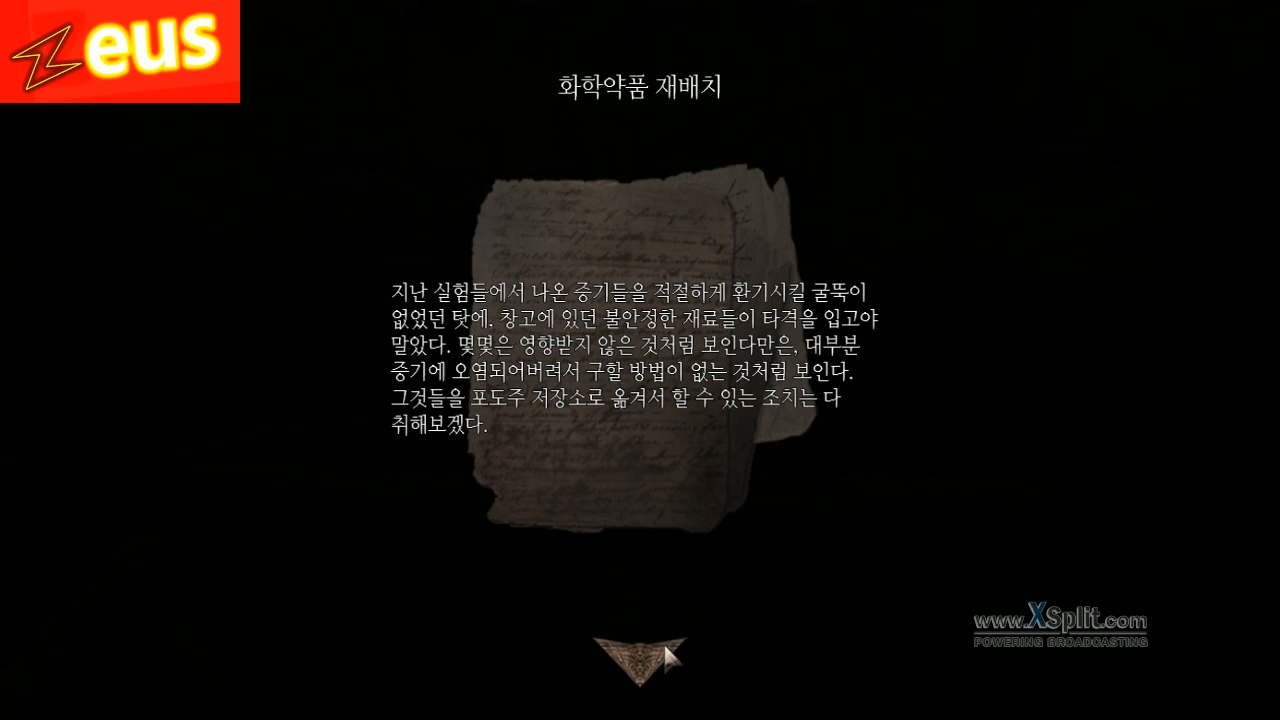 Zeus
화학약품 재배치
지난 실험들에서 나온 증기들을 적절하게 환기시킬 굴뚝이
없었던 탓에, 창고에 있던 불안정한 재료들이 타격을 입고야
말았다. 몇몇은 영향받지 않은 것처럼 보인다만은, 대부분
증기에 오염되어버려서 구할 방법이 없는 것처럼 보인다.
그것들을 포도주 저장소로 옮겨서 할 수 있는 조치는 다
취해보겠다.
www.XSplit.com
POWERING BROADCASTING